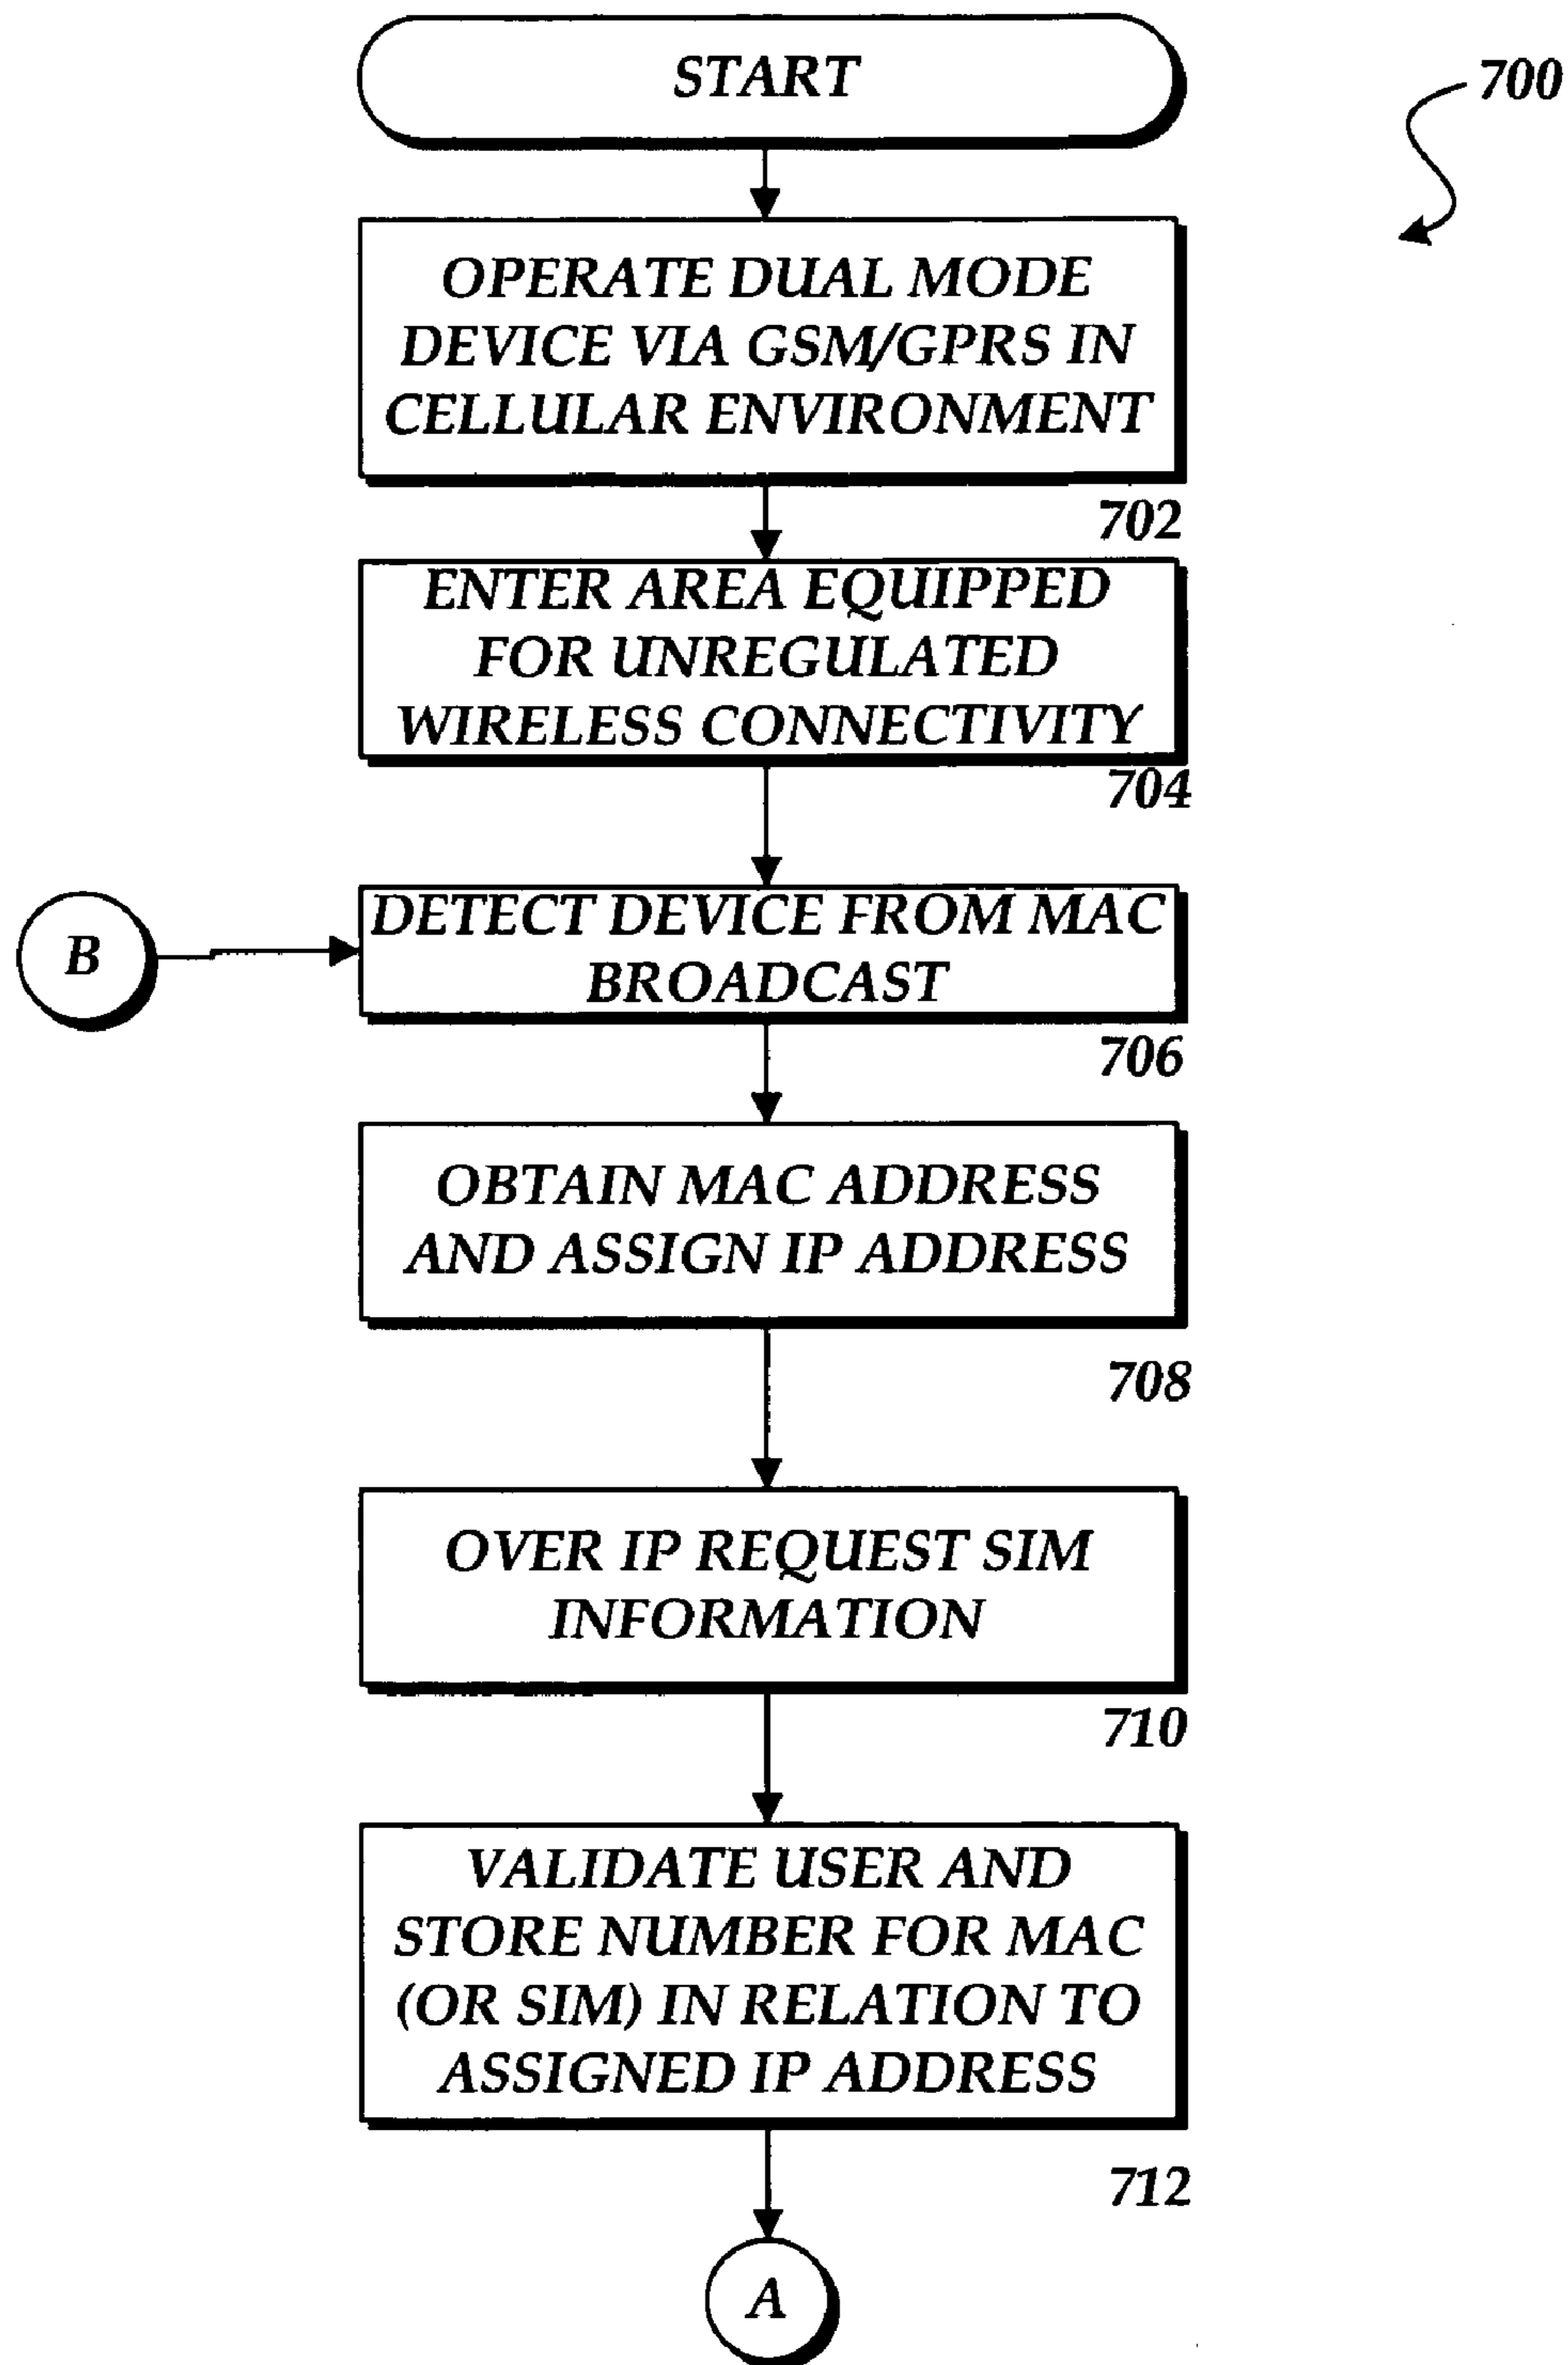 START
700
OPERATE DUAL MODE
DEVICE VIA GSM/GPRS IN
CELLULAR ENVIRONMENT
702
ENTER AREA EQUIPPED
FOR UNREGULATED
WIRELESS CONNECTIVITY
704
B
DETECT DEVICE FROM MAC
BROADCAST
706
OBTAIN MAC ADDRESS
AND ASSIGN IP ADDRESS
708
OVER IP REQUEST SIM
INFORMATION
710
VALIDATE USER AND
STORE NUMBER FOR MAC
(OR SIM) IN RELATION TO
ASSIGNED IP ADDRESS
712
A